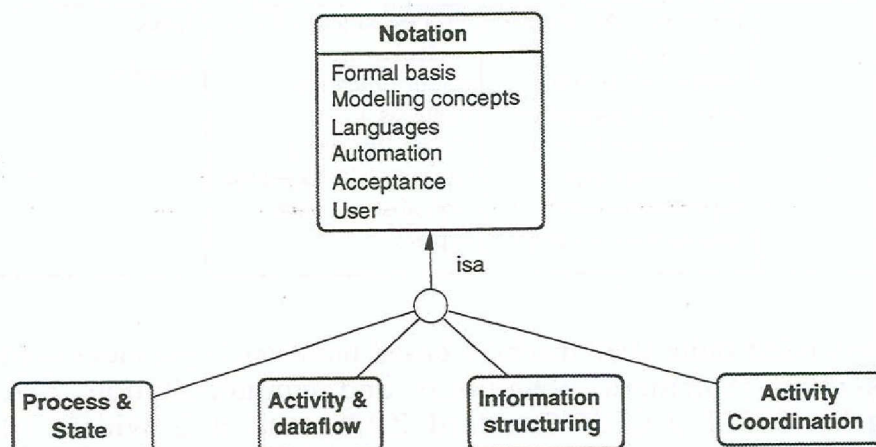 Notation
Formal basis
Modelling concepts
Languages
Automation
Acceptance
User
isa
Process &
State
Activity &
dataflow
Information
structuring
Activity
Coordination